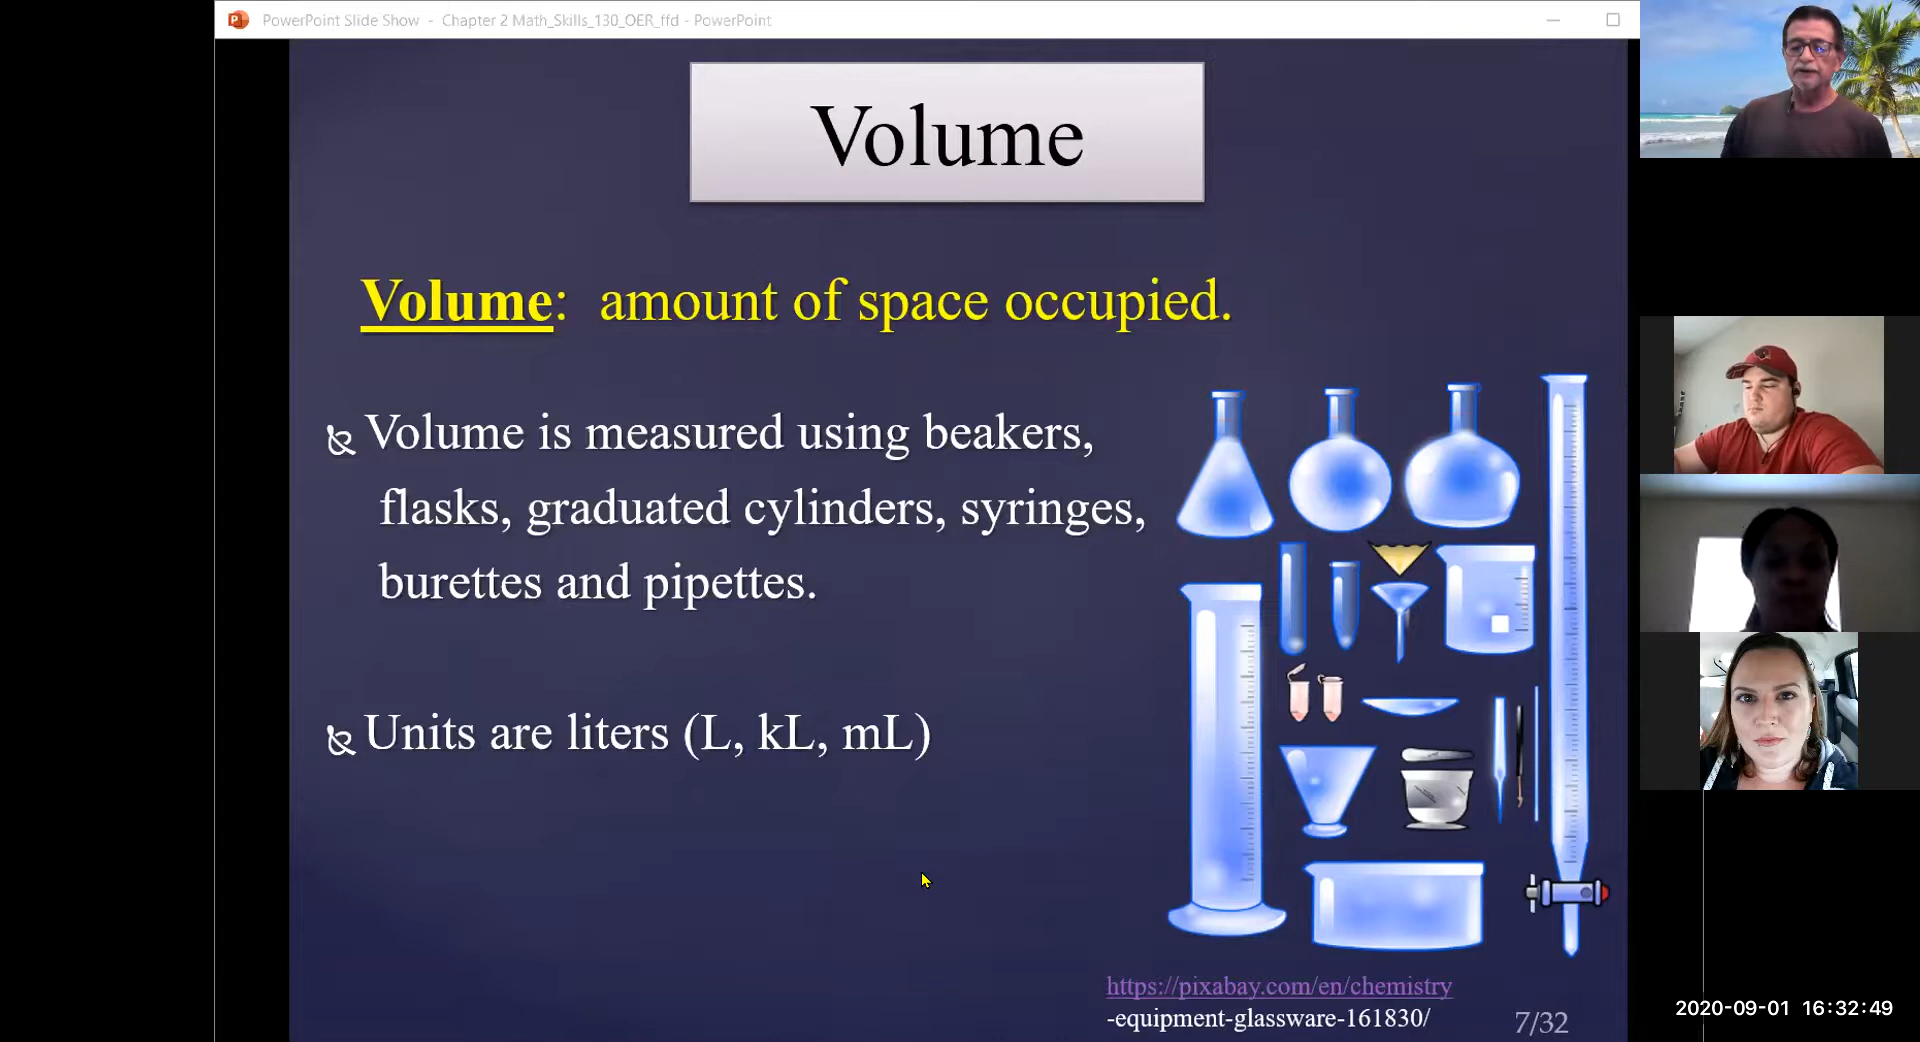 PowerPoint Slide Show - Chapter 2 Math_Skills_130_OER_ffd - PowerPoint
Volume
Volume: amount of space occupied.
Volume is measured using beakers,
flasks, graduated cylinders, syringes,
burettes and pipettes.
Units are liters (L, kL, mL)
https://pixabay.com/en/chemistry
-equipment-glassware-161830/
7/32
2020-09-01 16:32:49